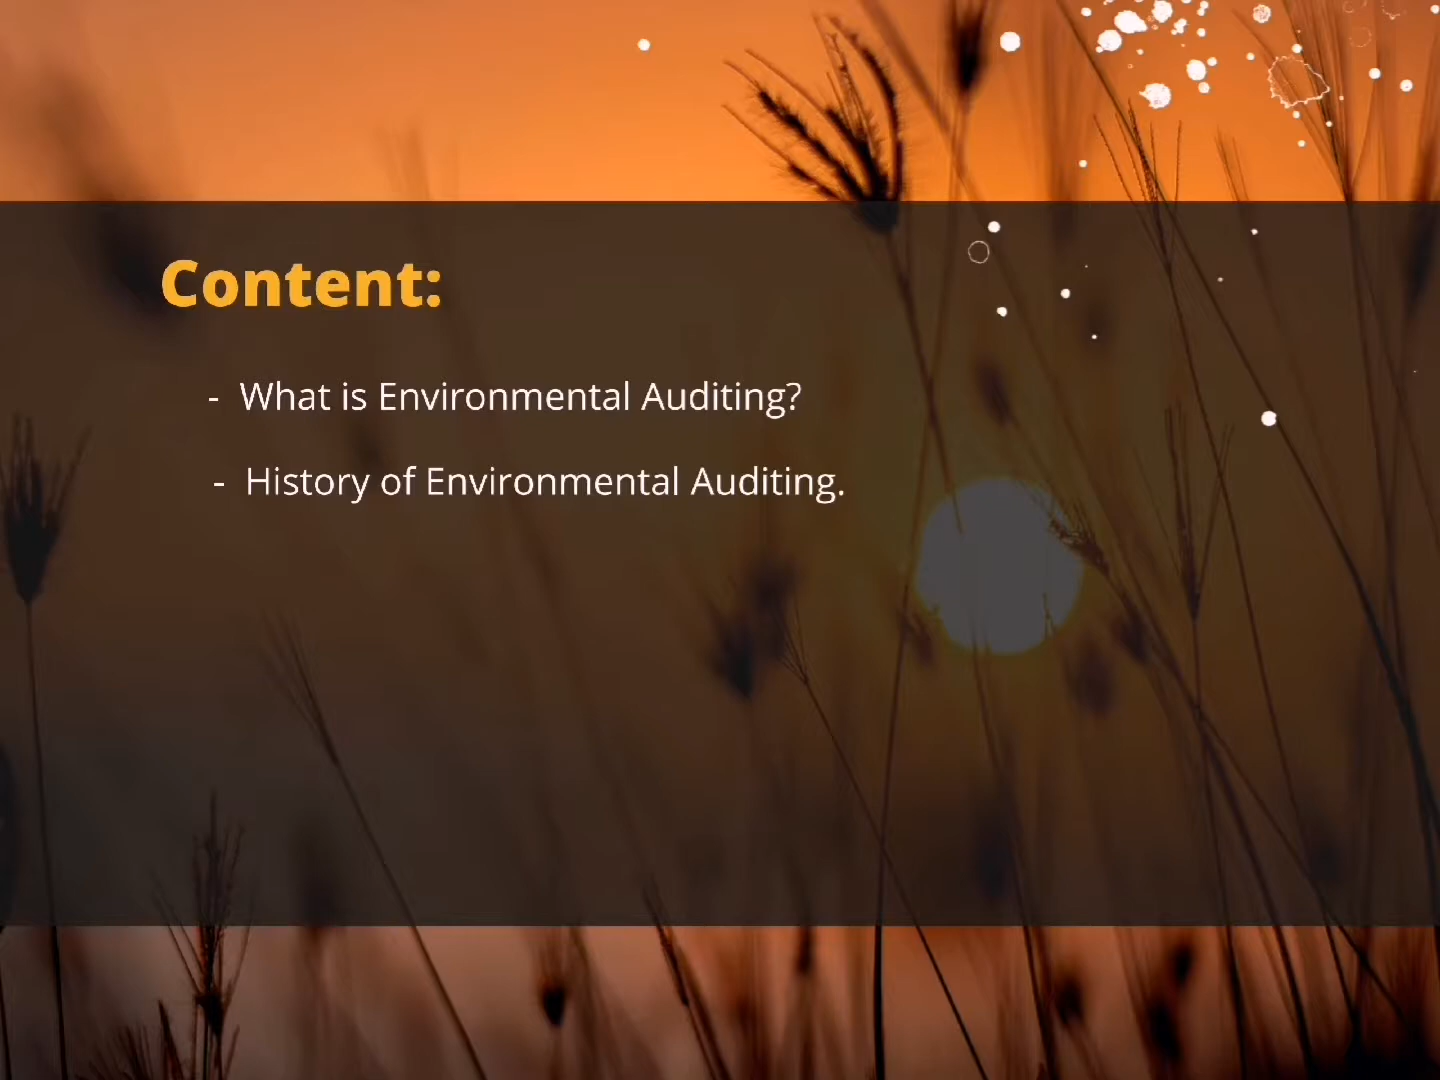 Content:
- What is Environmental Auditing?
- History of Environmental Auditing.